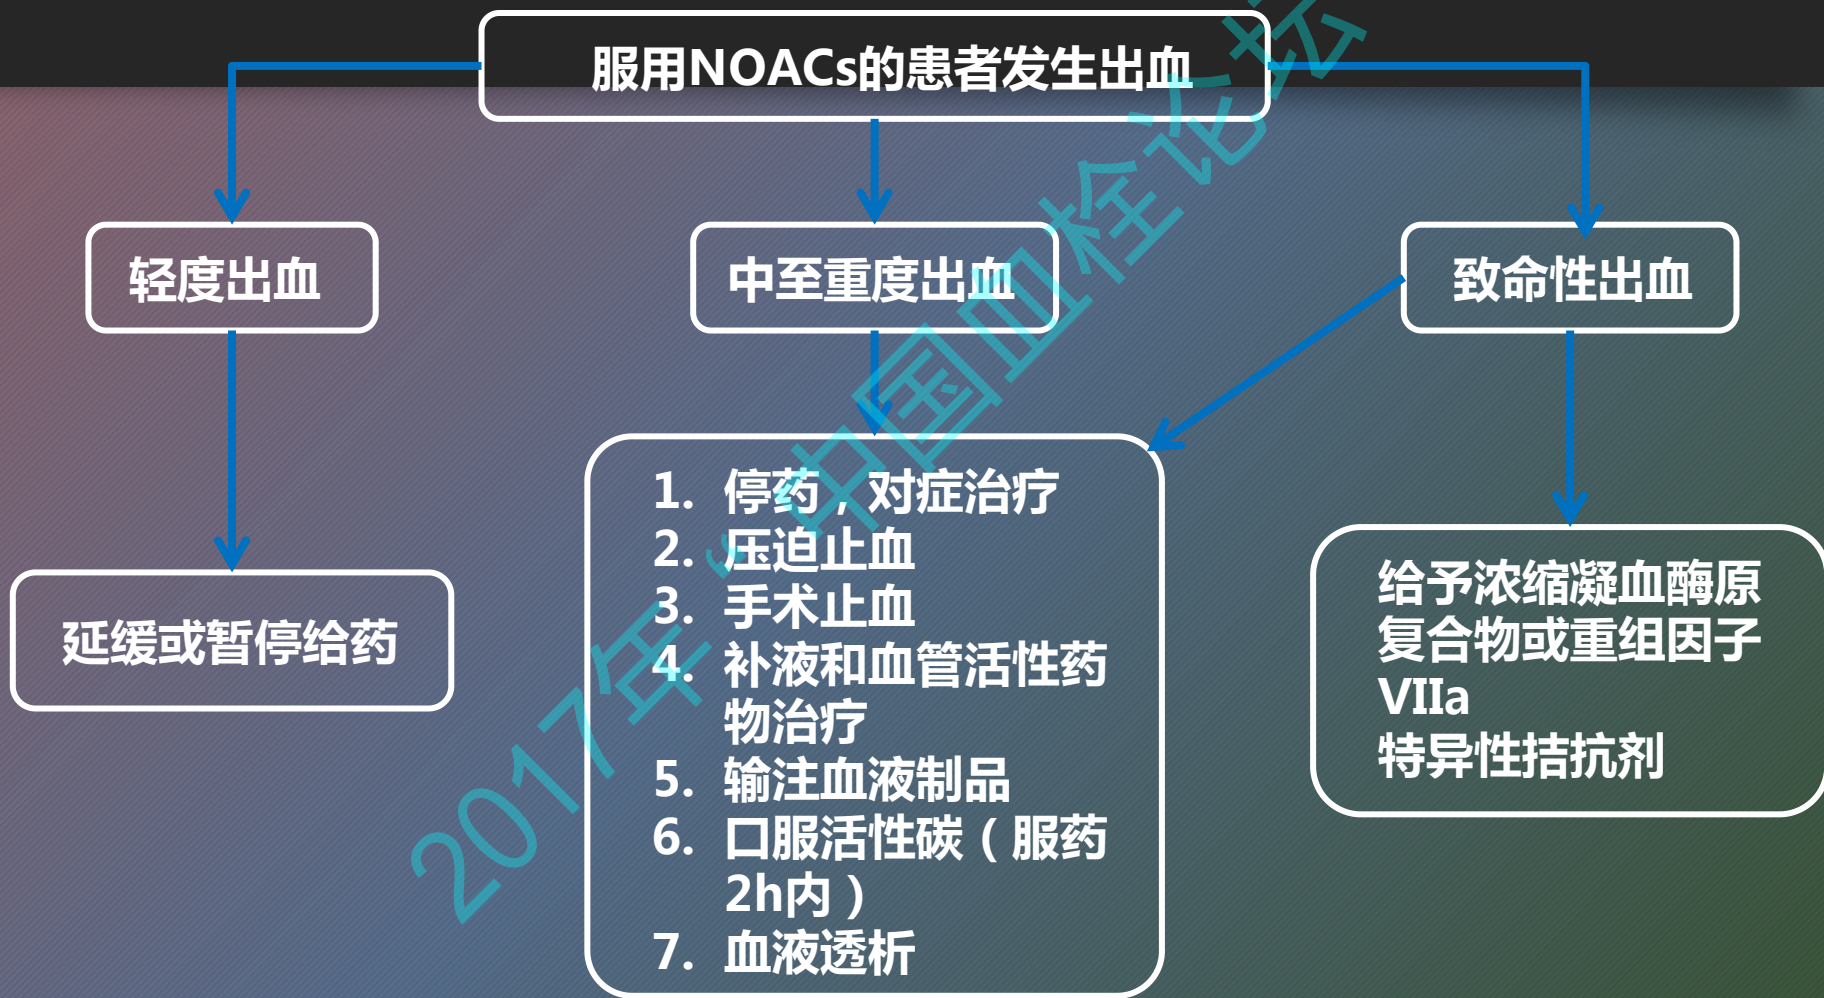 服用NOACs的患者发生出血
轻度出血
中至重度出血
致命性出血
延缓或暂停给药
1. 停药，对症治疗
2. 压迫止血
3. 手术止血
4. 补液和血管活性药
物治疗
5. 输注血液制品
6. 口服活性碳（服药
2h内）
7. 血液透析
给予浓缩凝血酶原
复合物或重组因子
VIIa
特异性拮抗剂
2017年“中国血栓论坛